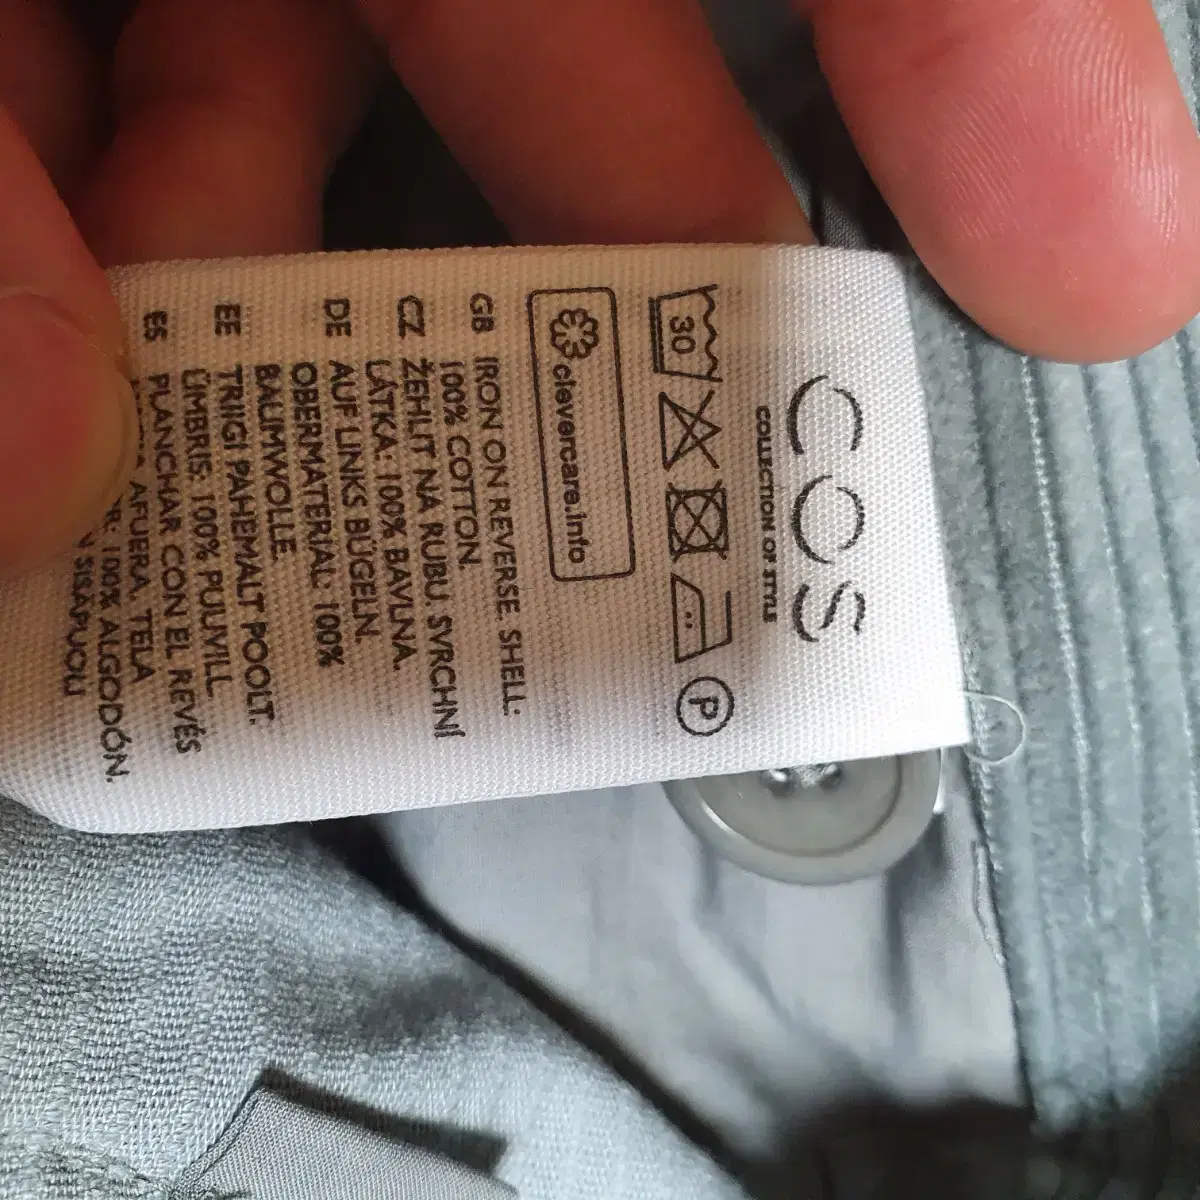 COS
COLLECTION OF STYLE
30
P
clevercare.info
GB IRON ON REVERSE. SHELL:
100% COTTON.
CZ ŽEHLIT NA RUBU. SVRCHNÍ
LÁTKA: 100% BAVLNA.
DE AUF LINKS BÜGELN.
OBERMATERIAL: 100%
BAUMWOLLE.
EE TRIIGI PAHEMALT POOLT.
ÜMBRIS: 100% PUUVILL.
ES PLANCHAR CON EL REVÉS
AFUERA. TELA
100% ALGODÓN.
SISÄPUOLI